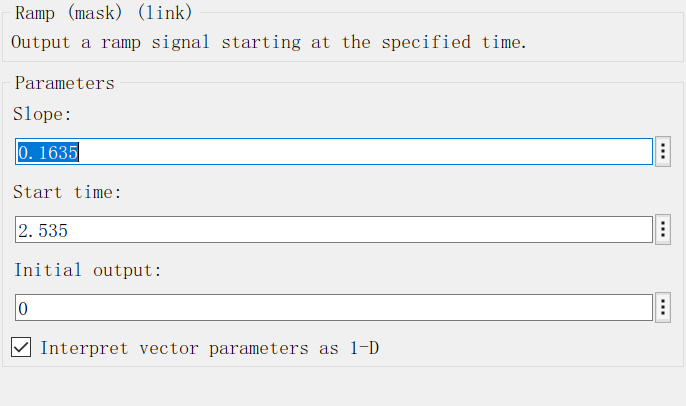 Ramp (mask) (link)
Output a ramp signal starting at the specified time.
Parameters
Slope:
0.1635
Start time:
2.535
Initial output:
0
Interpret vector parameters as 1-D